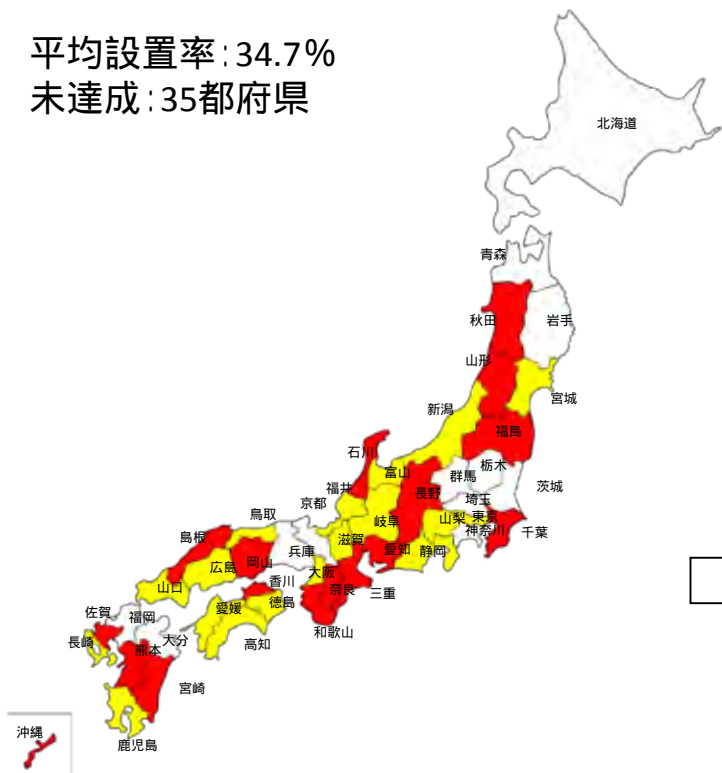 平均設置率:34.7%
未達成:35都府県
北海道
青森
秋田
岩手
山形
宮城
新潟
福島
石川
栃木
群馬
富山
茨城
福井
長野
埼玉
京都
鳥取
岐阜
山梨
東京
神奈川
千葉
島根
兵庫
滋賀
愛知
静岡
岡山
広島
大阪
香川
奈良
三重
山口
徳島
愛媛
佐賀
福岡
和歌山
長崎
大分
高知
熊本
宮崎
沖縄
鹿児島